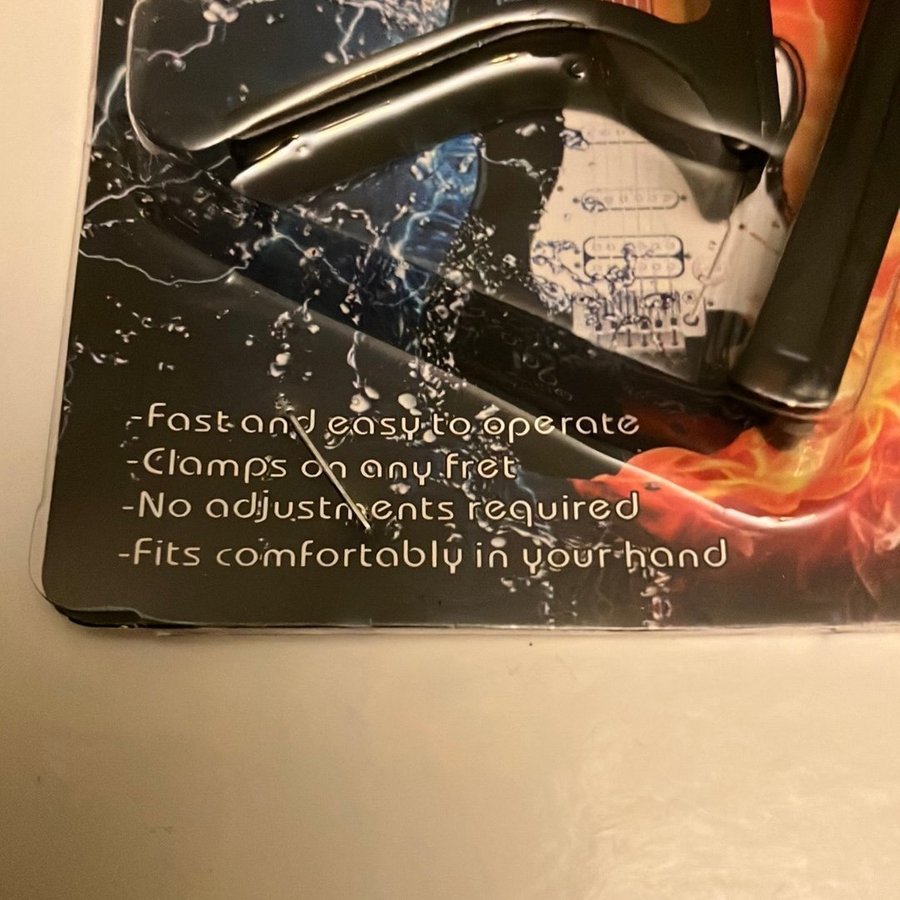 -Fast and easy to operate
-Clamps on any fret
-No adjustments required
-Fits comfortably in your hand